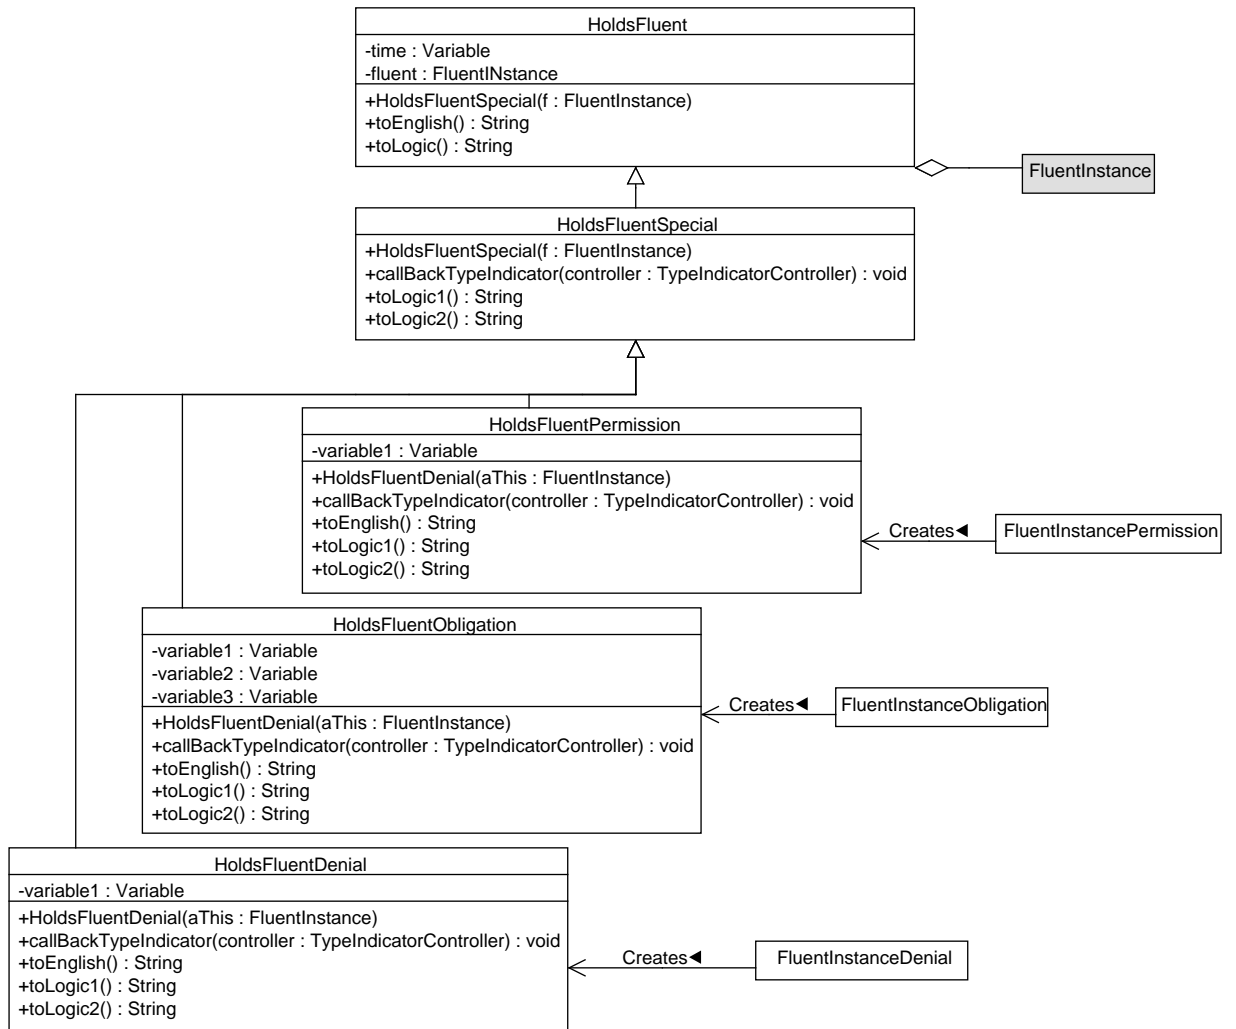 HoldsFluent
-time : Variable
-fluent : FluentINstance
+HoldsFluentSpecial(f : FluentInstance)
+toEnglish() : String
+toLogic() : String
FluentInstance
HoldsFluentSpecial
+HoldsFluentSpecial(f : FluentInstance)
+callBackTypeIndicator(controller : TypeIndicatorController) : void
+toLogic1() : String
+toLogic2() : String
HoldsFluentPermission
-variable1 : Variable
+HoldsFluentDenial(aThis : FluentInstance)
+callBackTypeIndicator(controller : TypeIndicatorController) : void
+toEnglish() : String
+toLogic1() : String
+toLogic2() : String
Creates◀
FluentInstancePermission
HoldsFluentObligation
-variable1 : Variable
-variable2 : Variable
-variable3 : Variable
+HoldsFluentDenial(aThis : FluentInstance)
+callBackTypeIndicator(controller : TypeIndicatorController) : void
+toEnglish() : String
+toLogic1() : String
+toLogic2() : String
Creates◀
FluentInstanceObligation
HoldsFluentDenial
-variable1 : Variable
+HoldsFluentDenial(aThis : FluentInstance)
+callBackTypeIndicator(controller : TypeIndicatorController) : void
+toEnglish() : String
+toLogic1() : String
+toLogic2() : String
Creates◀
FluentInstanceDenial